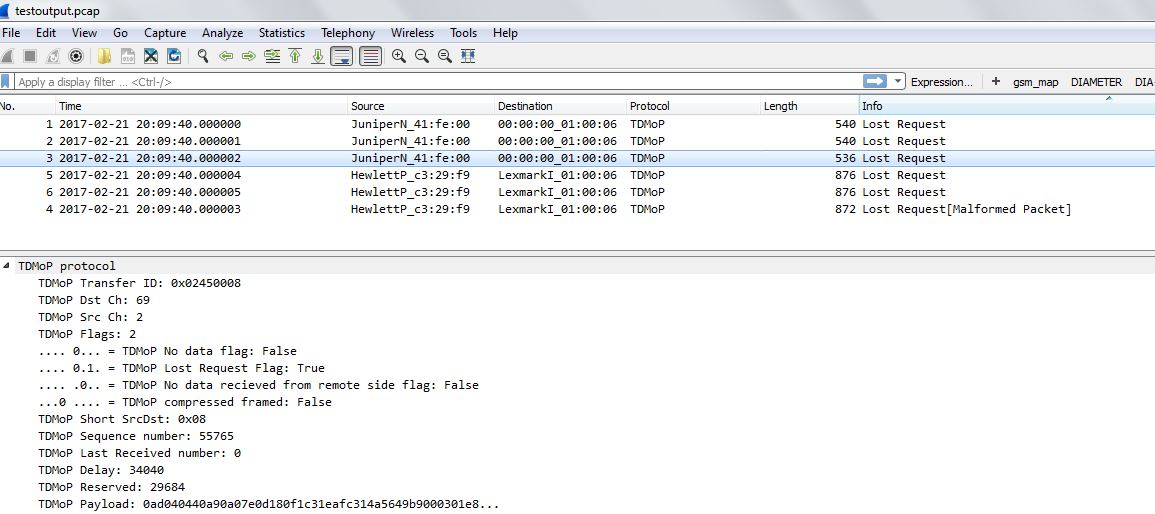 testoutput.pcap
File Edit View Go Capture Analyze Statistics Telephony Wireless Tools Help
Apply a display filter ... <Ctrl-/> Expression... + gsm_map DIAMETER DIA
No. Time Source Destination Protocol Length Info
1 2017-02-21 20:09:40.000000 JuniperN_41:fe:00 00:00:00_01:00:06 TDMoP 540 Lost Request
2 2017-02-21 20:09:40.000001 JuniperN_41:fe:00 00:00:00_01:00:06 TDMoP 540 Lost Request
3 2017-02-21 20:09:40.000002 JuniperN_41:fe:00 00:00:00_01:00:06 TDMoP 536 Lost Request
5 2017-02-21 20:09:40.000004 HewlettP_c3:29:f9 LexmarkI_01:00:06 TDMoP 876 Lost Request
6 2017-02-21 20:09:40.000005 HewlettP_c3:29:f9 LexmarkI_01:00:06 TDMoP 876 Lost Request
4 2017-02-21 20:09:40.000003 HewlettP_c3:29:f9 LexmarkI_01:00:06 TDMoP 872 Lost Request[Malformed Packet]
TDMoP protocol
TDMoP Transfer ID: 0x02450008
TDMoP Dst Ch: 69
TDMoP Src Ch: 2
TDMoP Flags: 2
.... 0... = TDMoP No data flag: False
.... 0.1. = TDMoP Lost Request Flag: True
.... .0.. = TDMoP No data recieved from remote side flag: False
...0 .... = TDMoP compressed framed: False
TDMoP Short SrcDst: 0x08
TDMoP Sequence number: 55765
TDMoP Last Received number: 0
TDMoP Delay: 34040
TDMoP Reserved: 29684
TDMoP Payload: 0ad040440a90a07e0d180f1c31eafc314a5649b9000301e8...